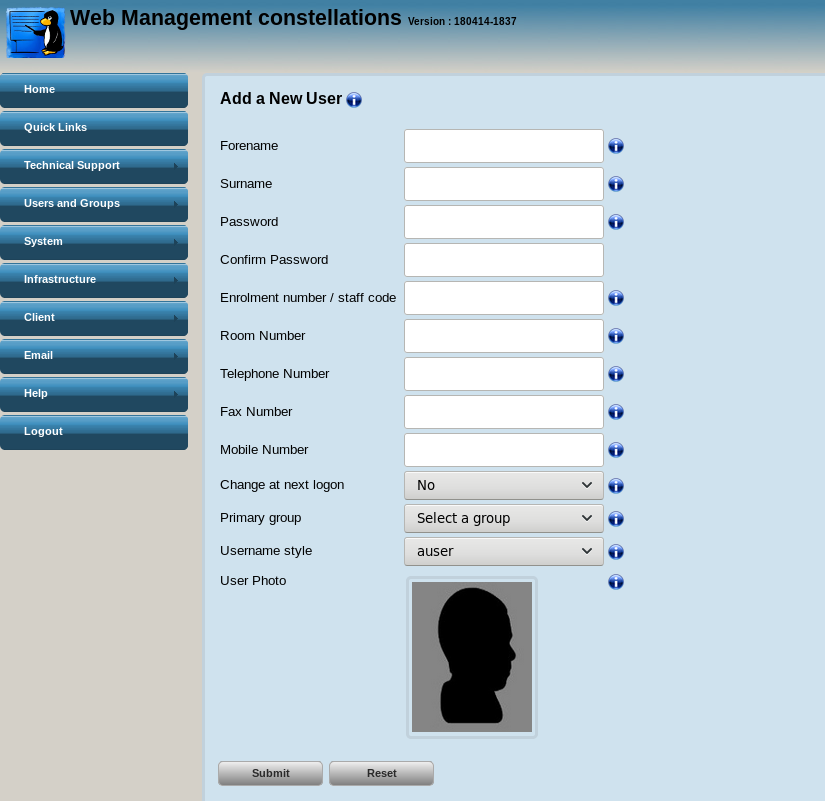 Web Management constellations Version : 180414-1837
Home
Quick Links
Technical Support
Users and Groups
System
Infrastructure
Client
Email
Help
Logout
Add a New User
Forename
Surname
Password
Confirm Password
Enrolment number / staff code
Room Number
Telephone Number
Fax Number
Mobile Number
Change at next logon No
Primary group Select a group
Username style auser
User Photo
Submit Reset